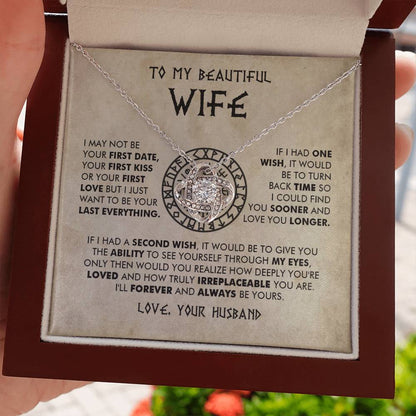 TO MY BEAUTIFUL
WIFE
I MAY NOT BE
YOUR FIRST DATE,
YOUR FIRST KISS
OR YOUR FIRST
LOVE BUT I JUST
WANT TO BE YOUR
LAST EVERYTHING.
IF I HAD ONE
WISH, IT WOULD
BE TO TURN
BACK TIME SO
I COULD FIND
YOU SOONER AND
LOVE YOU LONGER.
IF I HAD A SECOND WISH, IT WOULD BE TO GIVE YOU
THE ABILITY TO SEE YOURSELF THROUGH MY EYES,
ONLY THEN WOULD YOU REALIZE HOW DEEPLY YOU'RE
LOVED AND HOW TRULY IRREPLACEABLE YOU ARE.
I'LL FOREVER AND ALWAYS BE YOURS.
LOVE, YOUR HUSBAND